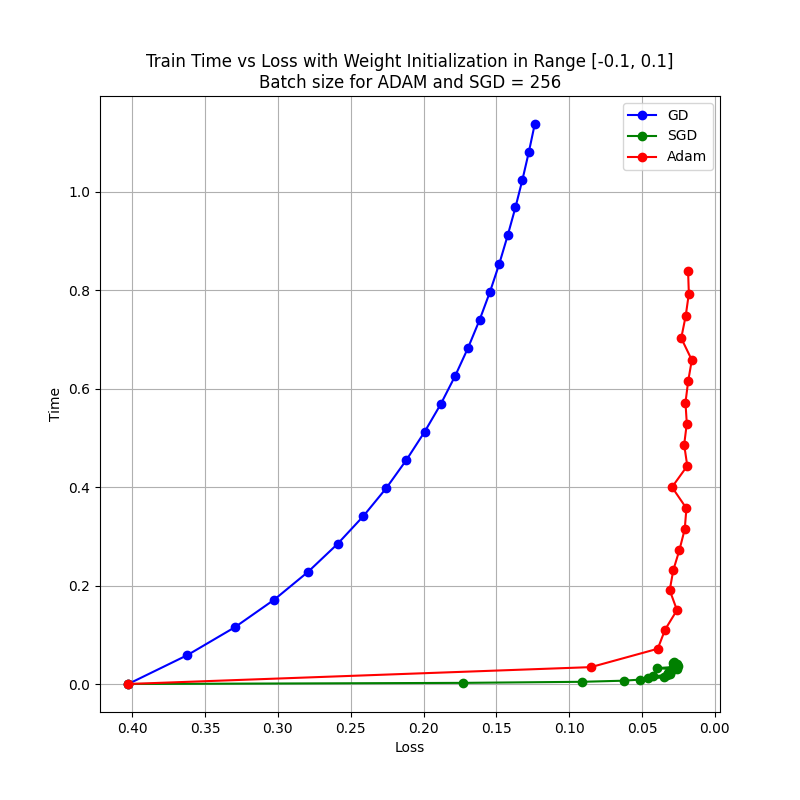 Train Time vs Loss with Weight Initialization in Range [-0.1, 0.1]
Batch size for ADAM and SGD = 256
GD
SGD
Adam
Time
1.0
0.8
0.6
0.4
0.2
0.0
0.40 0.35 0.30 0.25 0.20 0.15 0.10 0.05 0.00
Loss